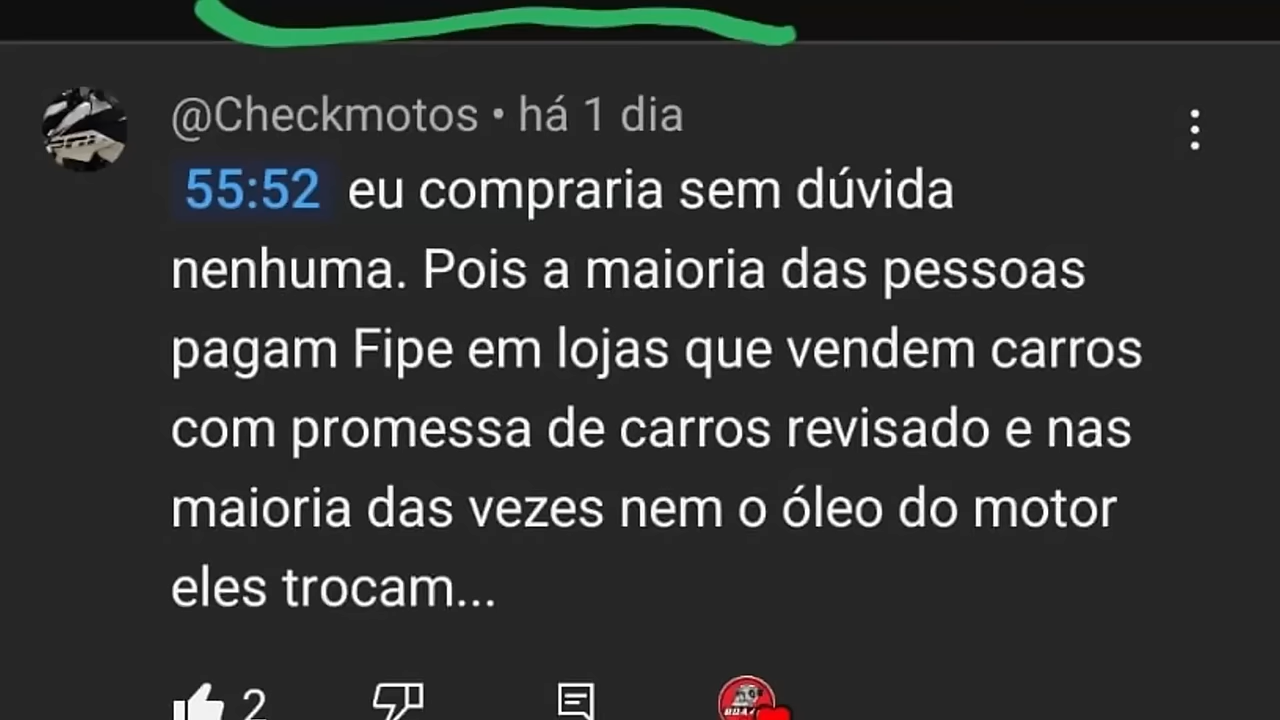 @Checkmotos • há 1 dia
55:52 eu compraria sem dúvida
nenhuma. Pois a maioria das pessoas
pagam Fipe em lojas que vendem carros
com promessa de carros revisado e nas
maioria das vezes nem o óleo do motor
eles trocam...
2